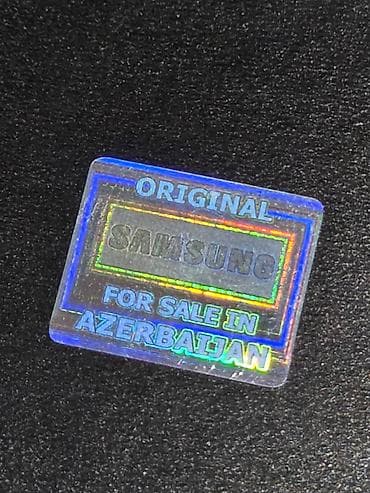 ORIGINAL
SAMSUNG
FOR SALE IN
AZERBAIJAN